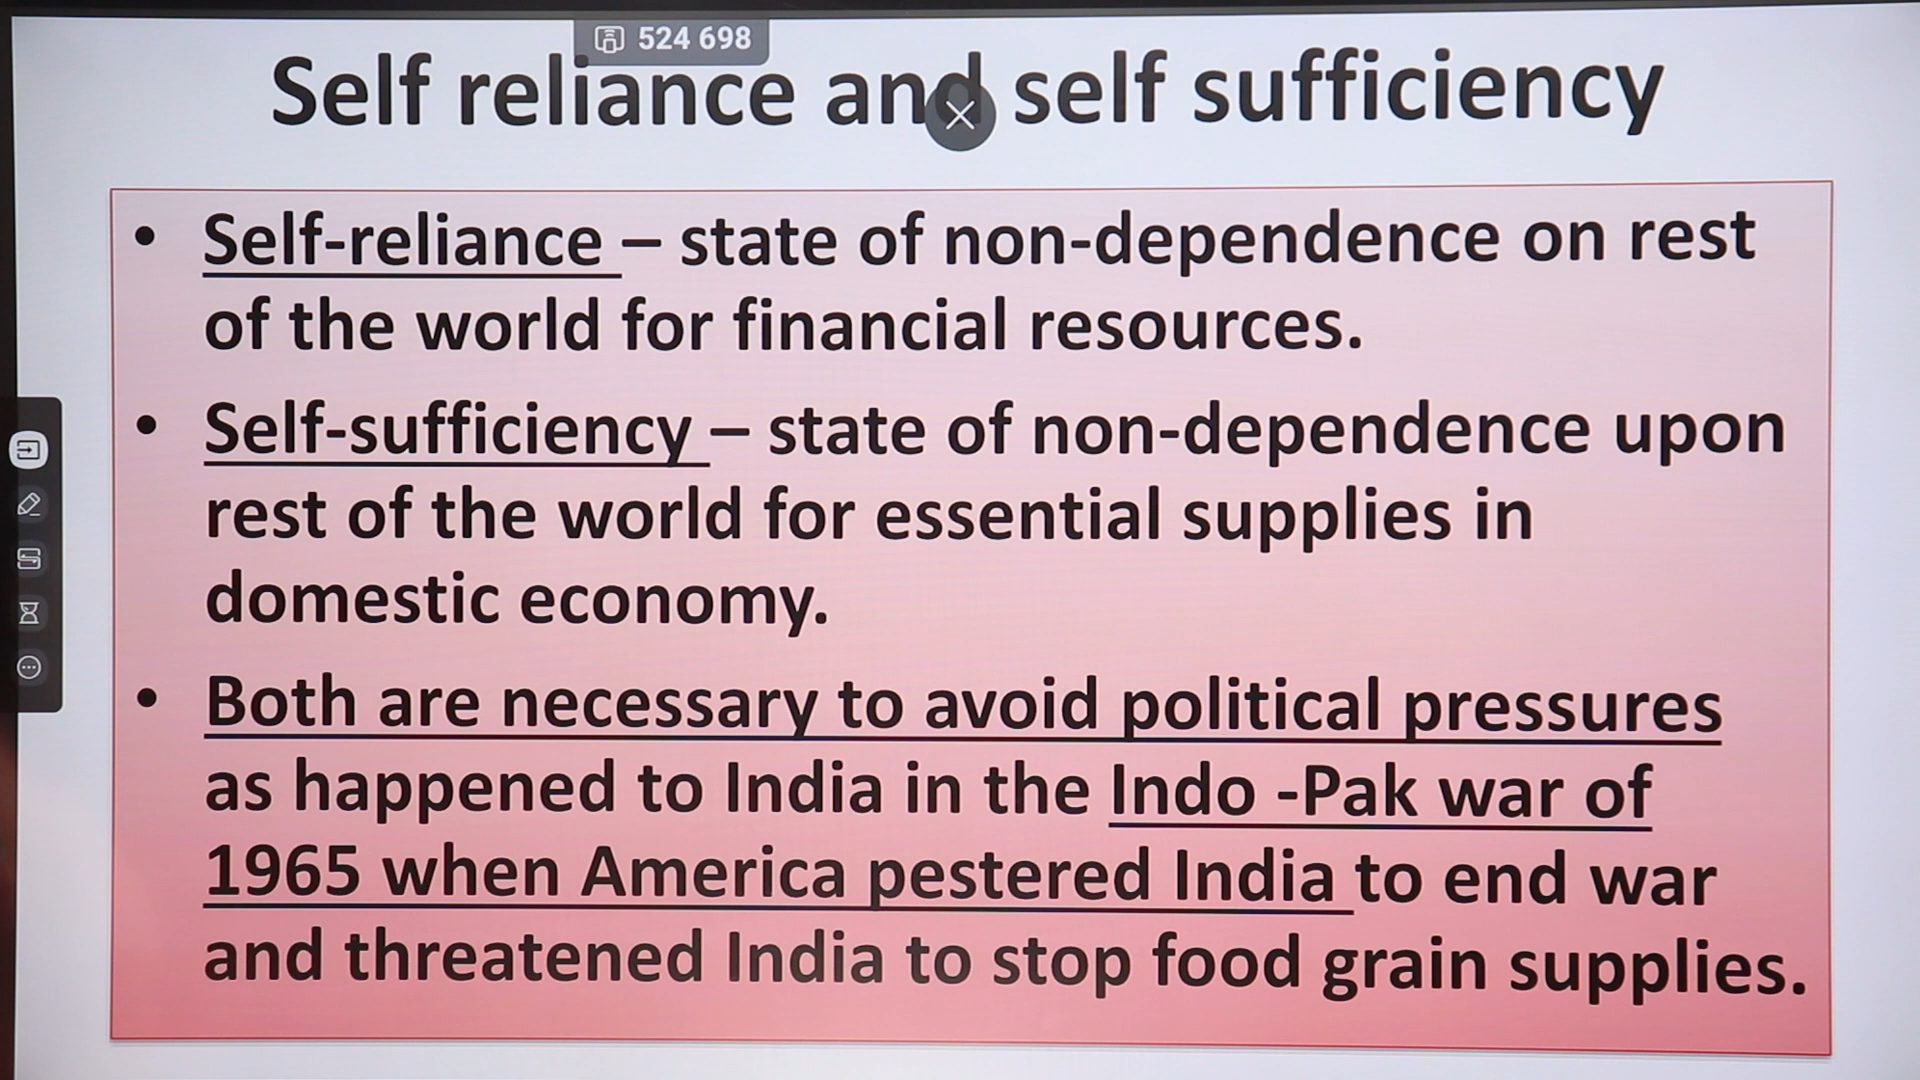 524 698
Self reliance and self sufficiency
• Self-reliance – state of non-dependence on rest
of the world for financial resources.
• Self-sufficiency – state of non-dependence upon
rest of the world for essential supplies in
domestic economy.
• Both are necessary to avoid political pressures
as happened to India in the Indo -Pak war of
1965 when America pestered India to end war
and threatened India to stop food grain supplies.